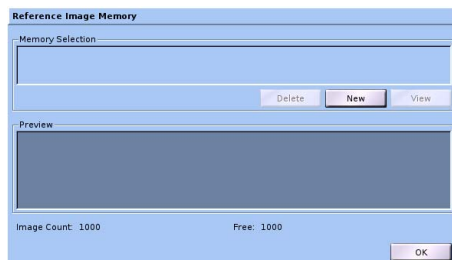 Reference Image Memory
Memory Selection
Delete New View
Preview
Image Count: 1000 Free: 1000
OK